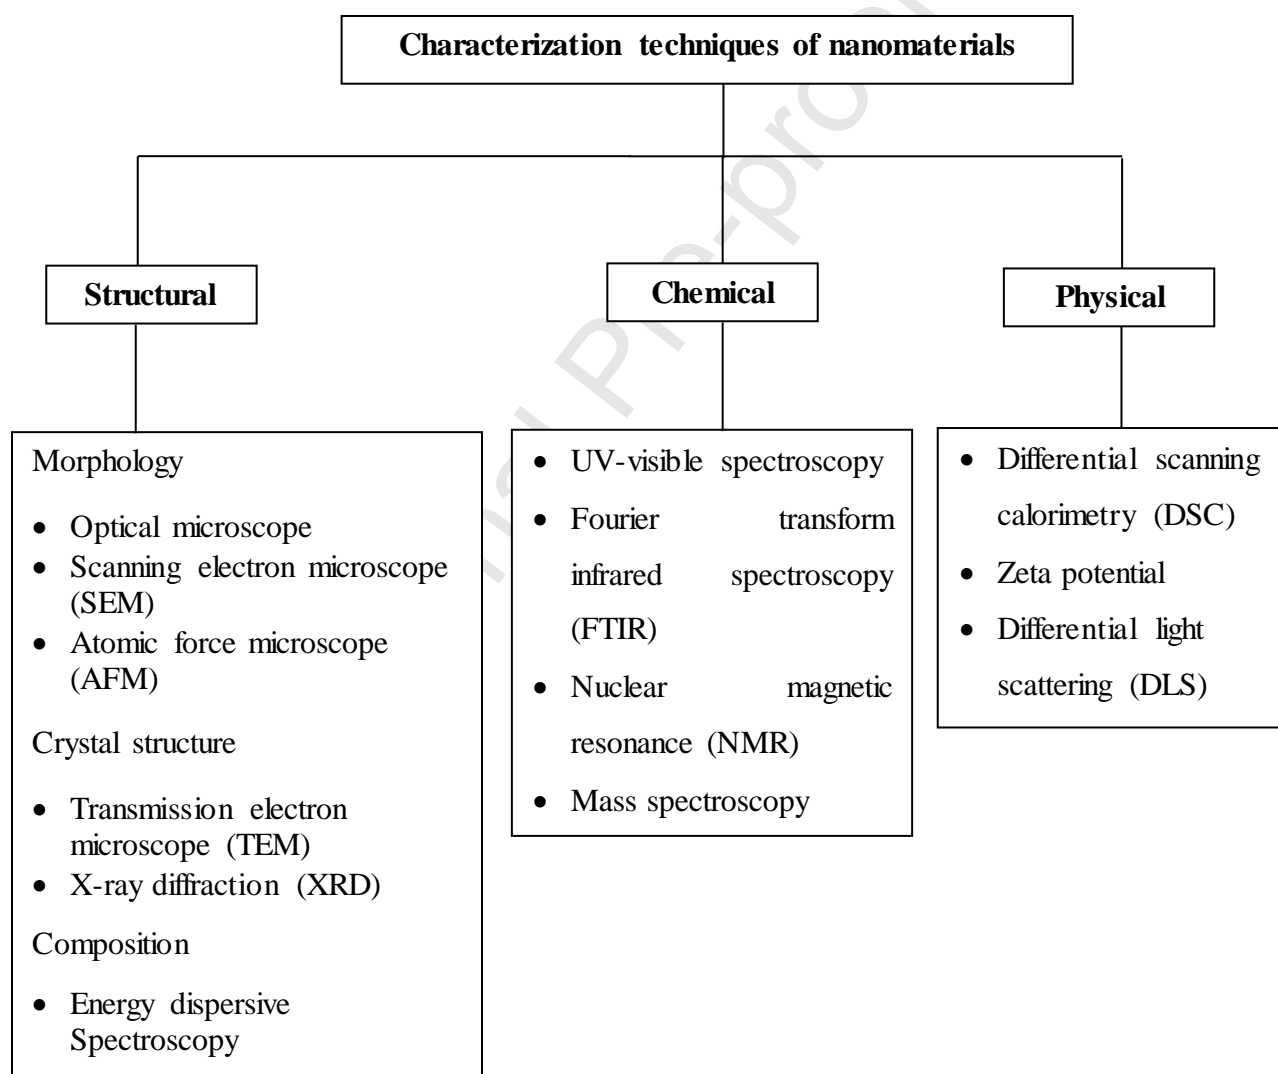 Characterization techniques of nanomaterials
Structural
Chemical
Physical
Morphology
• Optical microscope
• Scanning electron microscope
(SEM)
• Atomic force microscope
(AFM)
Crystal structure
• Transmission electron
microscope (TEM)
• X-ray diffraction (XRD)
Composition
• Energy dispersive
Spectroscopy
• UV-visible spectroscopy
• Fourier transform
infrared spectroscopy
(FTIR)
• Nuclear magnetic
resonance (NMR)
• Mass spectroscopy
• Differential scanning
calorimetry (DSC)
• Zeta potential
• Differential light
scattering (DLS)